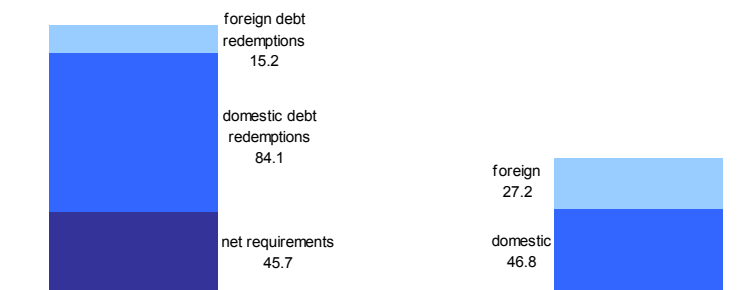 foreign debt
redemptions
15.2
domestic debt
redemptions
84.1
net requirements
45.7
foreign
27.2
domestic
46.8